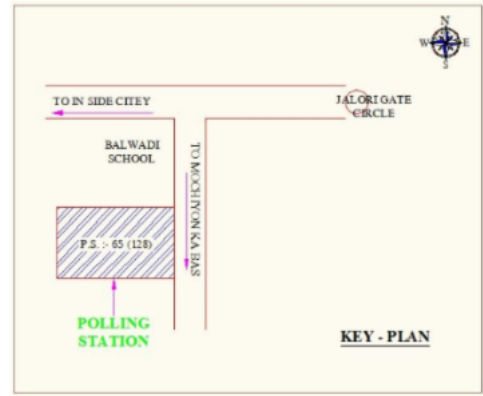 N
W E
S
TO IN SIDE CITEY
JALORI GATE
CIRCLE
BALWADI
SCHOOL
TO MOCHIYON KA BAS
P.S. :- 65 (128)
POLLING
STATION
KEY - PLAN